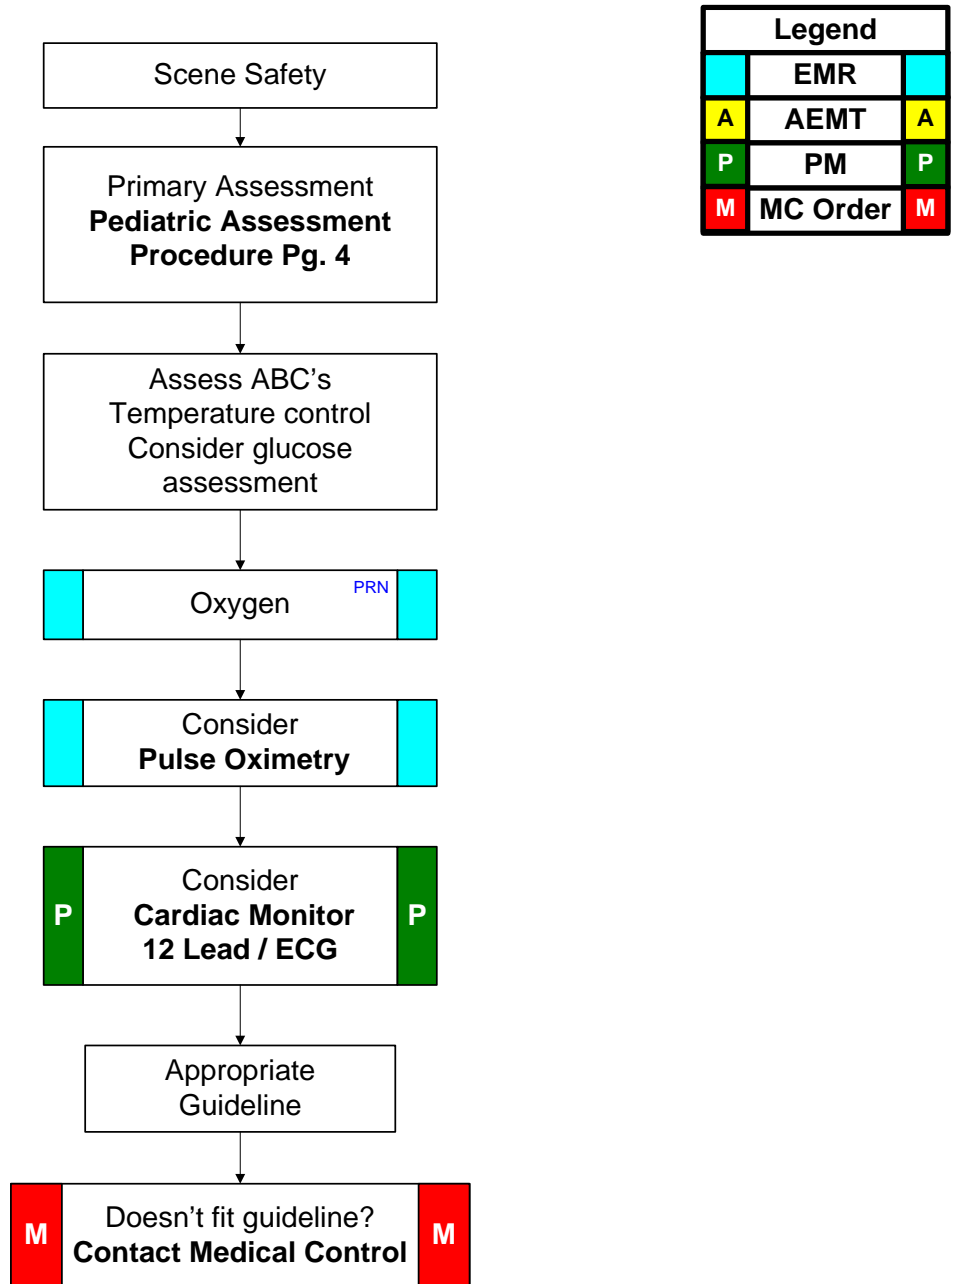 Scene Safety
Primary Assessment
Pediatric Assessment
Procedure Pg. 4
Assess ABC's
Temperature control
Consider glucose
assessment
Oxygen PRN
Consider
Pulse Oximetry
P Consider P
Cardiac Monitor
12 Lead / ECG
Appropriate
Guideline
M Doesn't fit guideline? M
Contact Medical Control
Legend
EMR
A AEMT A
P PM P
M MC Order M